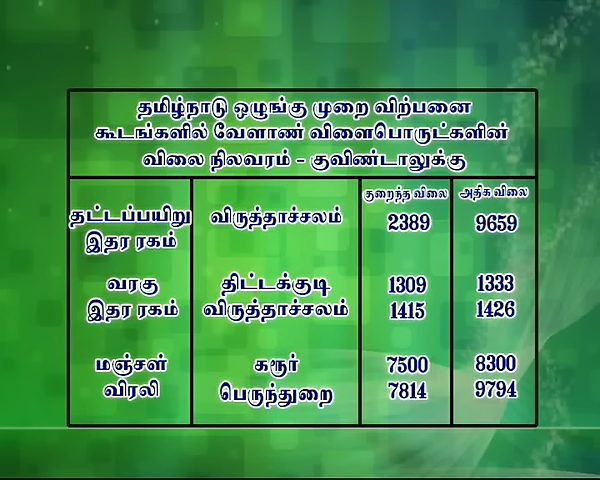 தமிழ்நாடு ஒழுங்கு முறை விற்பனை
கூடங்களில் வேளாண் விளைபொருட்களின்
விலை நிலவரம் - குவிண்டாலுக்கு
குறைந்த விலை அதிக விலை
தட்டப்பயிறு விருத்தாச்சலம் 2389 9659
இதர ரகம்
வரகு திட்டக்குடி 1309 1333
இதர ரகம் விருத்தாச்சலம் 1415 1426
மஞ்சள் கரூர் 7500 8300
விரலி பெருந்துறை 7814 9794